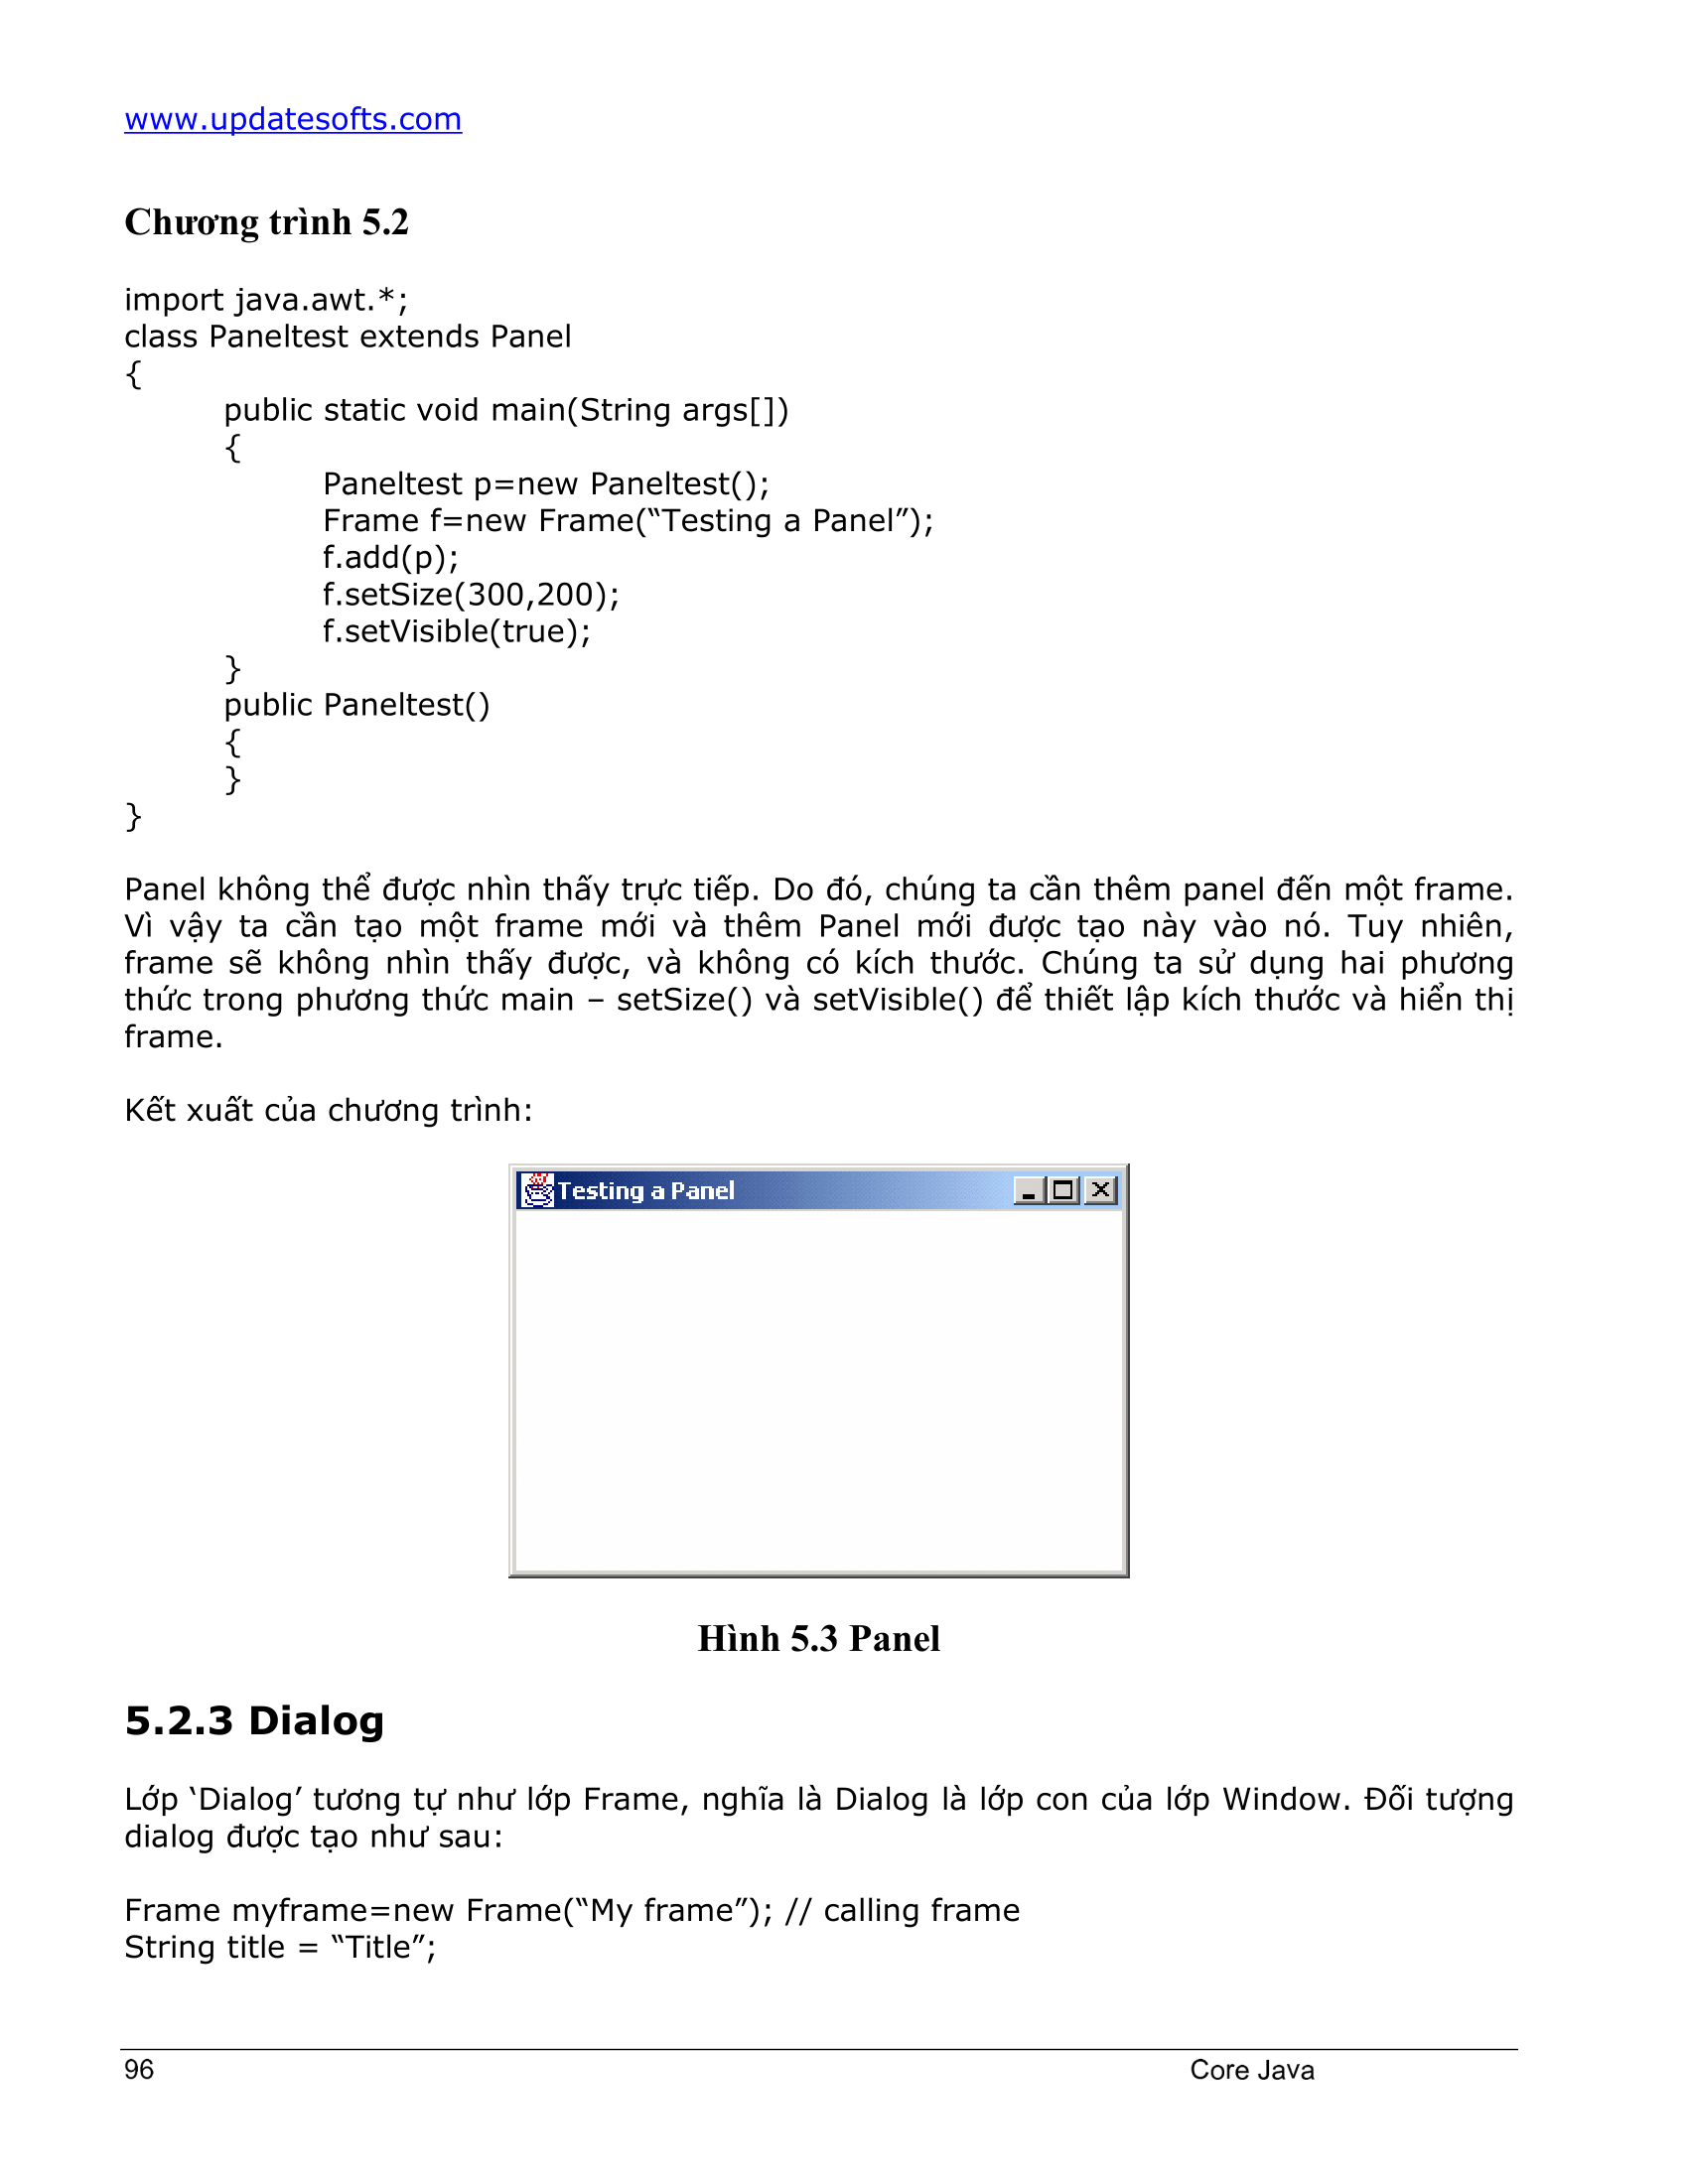 www.updatesofts.com
Chương trình 5.2
import java.awt.*;
class Paneltest extends Panel
{
public static void main(String args[])
{
Paneltest p=new Paneltest();
Frame f=new Frame(“Testing a Panel”);
f.add(p);
f.setSize(300,200);
f.setVisible(true);
}
public Paneltest()
{
}
}
Panel không thể được nhìn thấy trực tiếp. Do đó, chúng ta cần thêm panel đến một frame.
Vì vậy ta cần tạo một frame mới và thêm Panel mới được tạo này vào nó. Tuy nhiên,
frame sẽ không nhìn thấy được, và không có kích thước. Chúng ta sử dụng hai phương
thức trong phương thức main – setSize() và setVisible() để thiết lập kích thước và hiển thị
frame.
Kết xuất của chương trình:
Testing a Panel
Hình 5.3 Panel
5.2.3 Dialog
Lớp ‘Dialog’ tương tự như lớp Frame, nghĩa là Dialog là lớp con của lớp Window. Đối tượng
dialog được tạo như sau:
Frame myframe=new Frame(“My frame”); // calling frame
String title = “Title”;
96 Core Java